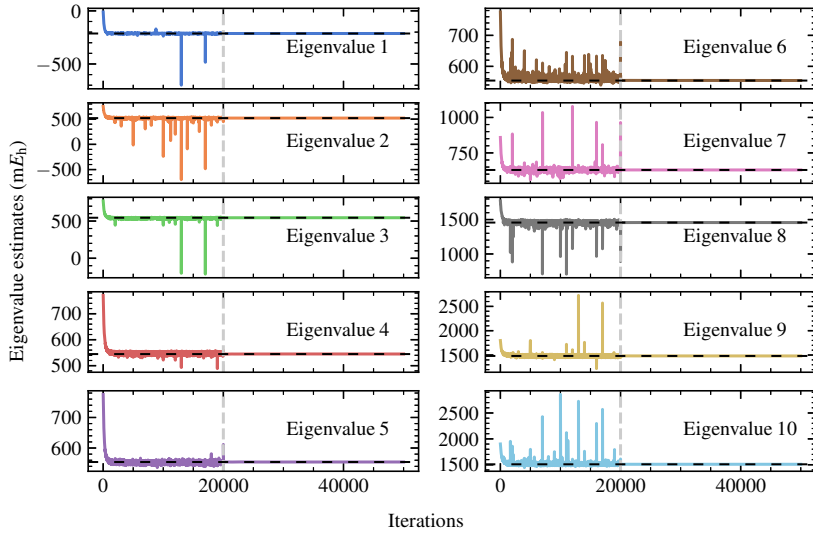 Eigenvalue estimates (mEh)
0
−500
Eigenvalue 1
500
0
−500
Eigenvalue 2
500
0
Eigenvalue 3
700
600
500
Eigenvalue 4
700
600
Eigenvalue 5
0
20000
40000
700
600
Eigenvalue 6
1000
750
Eigenvalue 7
1500
1000
Eigenvalue 8
2500
2000
1500
Eigenvalue 9
2500
2000
1500
Eigenvalue 10
0
20000
40000
Iterations